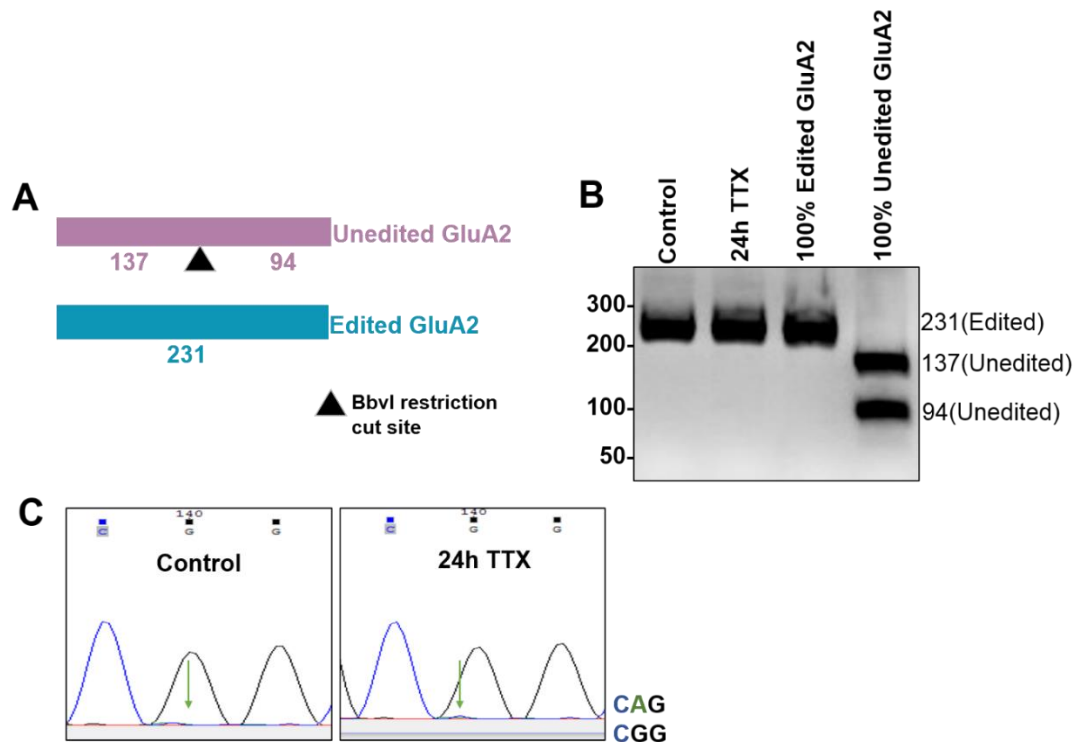 A
Unedited GluA2
137 94
Edited GluA2
231
BbvI restriction
cut site
B
Control
24h TTX
100% Edited GluA2
100% Unedited GluA2
300
200
100
50
231(Edited)
137(Unedited)
94(Unedited)
C
140
C G G
Control
140
C G G
24h TTX
CAG
CGG